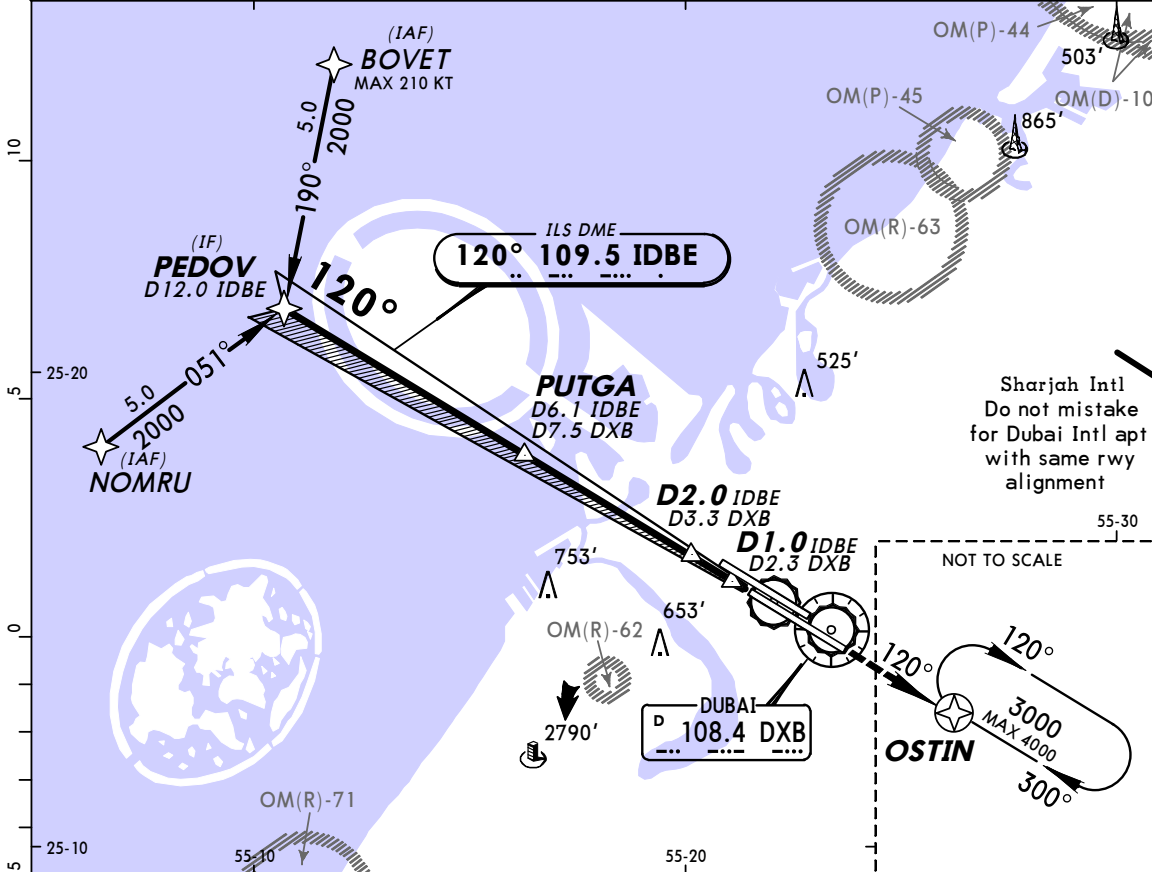 (IAF)
BOVET
MAX 210 KT
5.0
2000
190°
OM(P)-44
503'
OM(D)-10
OM(P)-45
865'
OM(R)-63
10
(IF)
PEDOV
D12.0 IDBE
120°
ILS DME
120° 109.5 IDBE
051°
5.0
2000
(IAF)
NOMRU
25-20
5
PUTGA
D6.1 IDBE
D7.5 DXB
525'
Sharjah Intl
Do not mistake
for Dubai Intl apt
with same rwy
alignment
55-30
D2.0 IDBE
D3.3 DXB
D1.0 IDBE
D2.3 DXB
NOT TO SCALE
753'
653'
OM(R)-62
0
120°
120°
3000
MAX 4000
300°
OSTIN
DUBAI
D 108.4 DXB
2790'
OM(R)-71
25-10
55-10
55-20
5